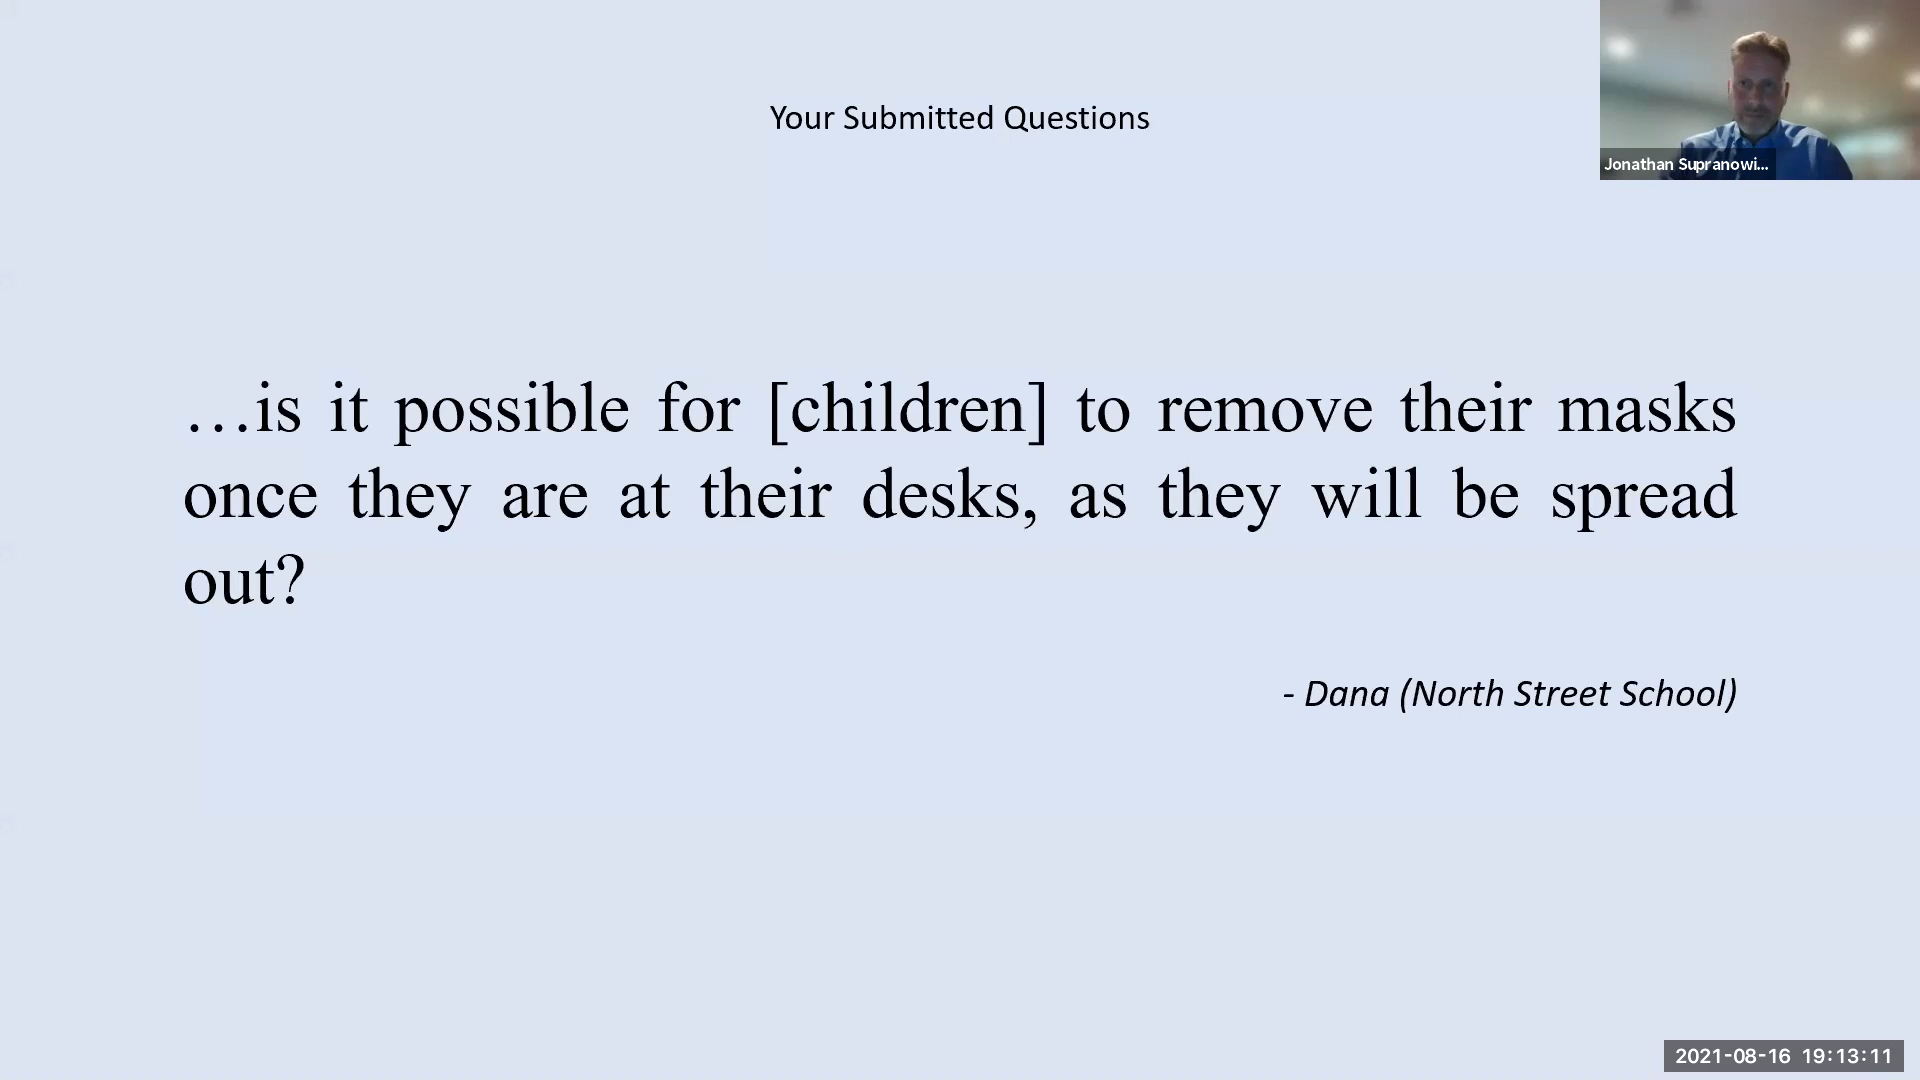 Your Submitted Questions
Jonathan Supranowi...
…is it possible for [children] to remove their masks
once they are at their desks, as they will be spread
out?
- Dana (North Street School)
2021-08-16 19:13:11